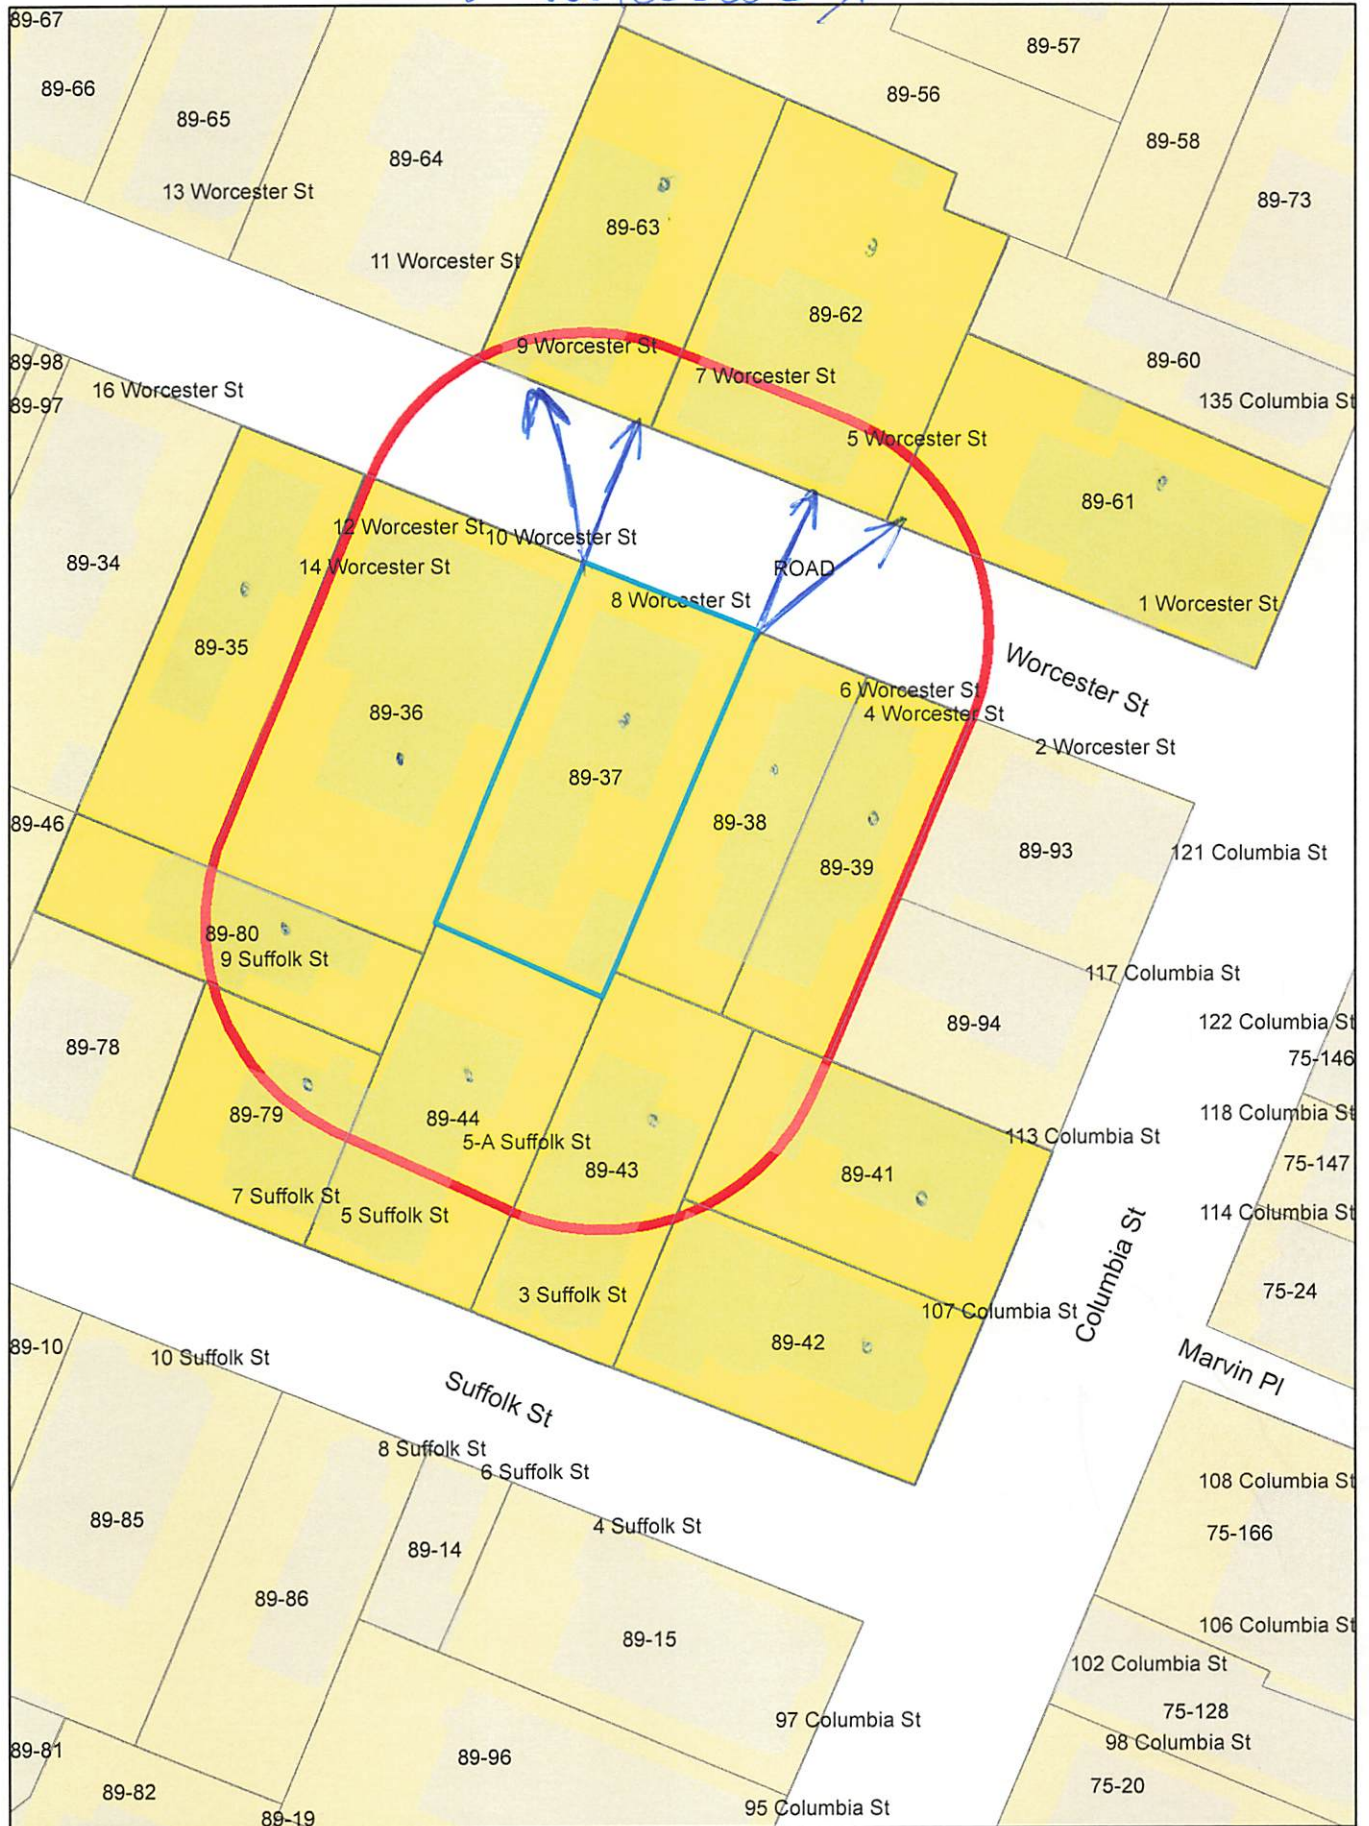 89-67
89-57
89-66
89-56
89-65
89-58
89-64
13 Worcester St
89-73
89-63
11 Worcester St
89-62
9 Worcester St
89-60
89-98
7 Worcester St
16 Worcester St
135 Columbia St
89-97
5 Worcester St
89-61
12 Worcester St
10 Worcester St
89-34
14 Worcester St
ROAD
8 Worcester St
1 Worcester St
89-35
Worcester St
6 Worcester St
89-36
4 Worcester St
2 Worcester St
89-37
89-46
89-38
89-93
121 Columbia St
89-39
89-80
9 Suffolk St
117 Columbia St
89-94
122 Columbia St
89-78
75-146
89-79
89-44
118 Columbia St
5-A Suffolk St
113 Columbia St
89-43
89-41
75-147
7 Suffolk St
5 Suffolk St
114 Columbia St
Columbia St
3 Suffolk St
75-24
107 Columbia St
89-42
89-10
10 Suffolk St
Marvin Pl
Suffolk St
8 Suffolk St
6 Suffolk St
108 Columbia St
89-85
4 Suffolk St
75-166
89-14
89-86
106 Columbia St
89-15
102 Columbia St
75-128
97 Columbia St
98 Columbia St
89-81
89-96
75-20
89-82
95 Columbia St
89-19